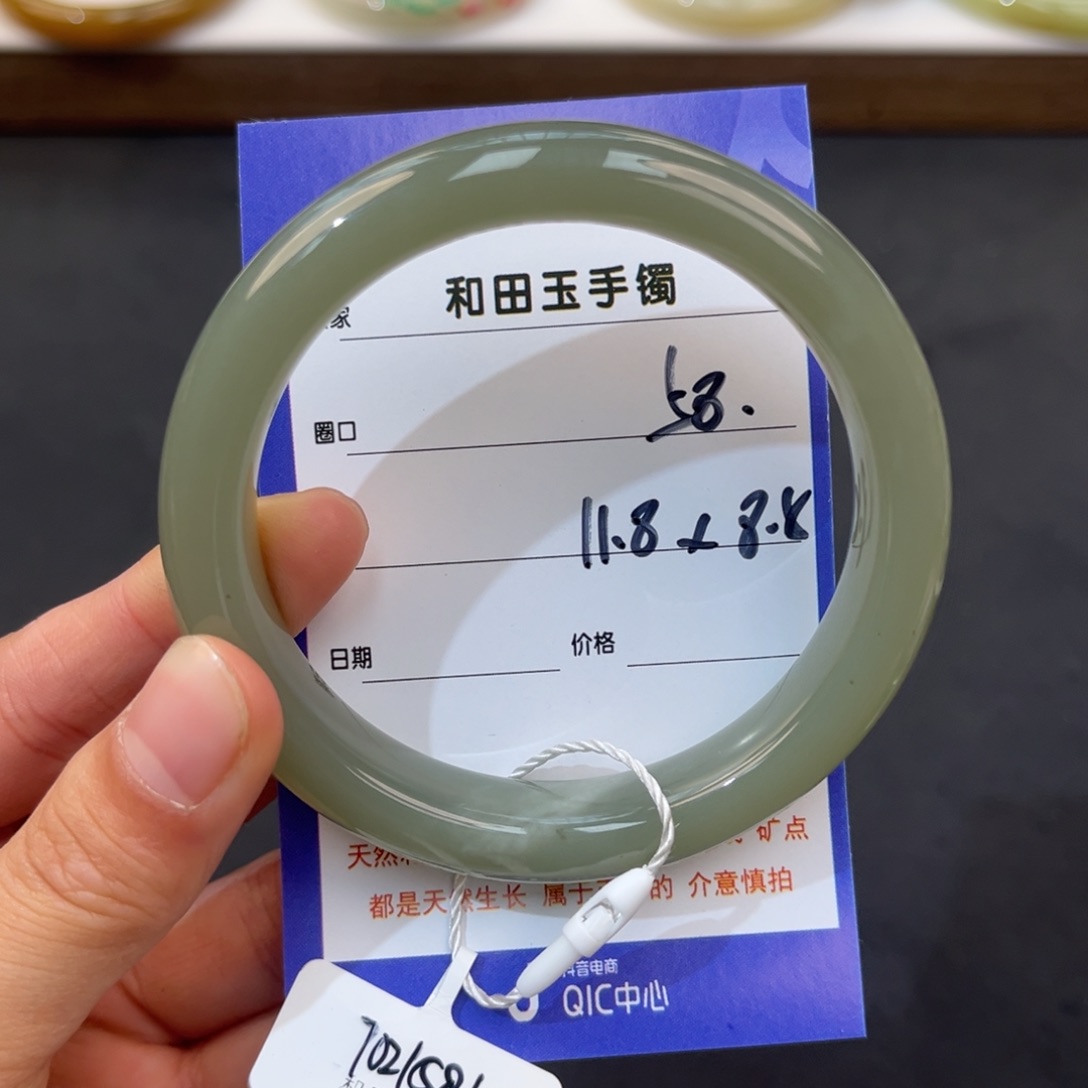 和田玉手镯
家
圈口 58.
11.8 x 8.8
日期 价格
天然 矿点
都是天然生长 属于 的 介意慎拍
抖音电商
QIC中心